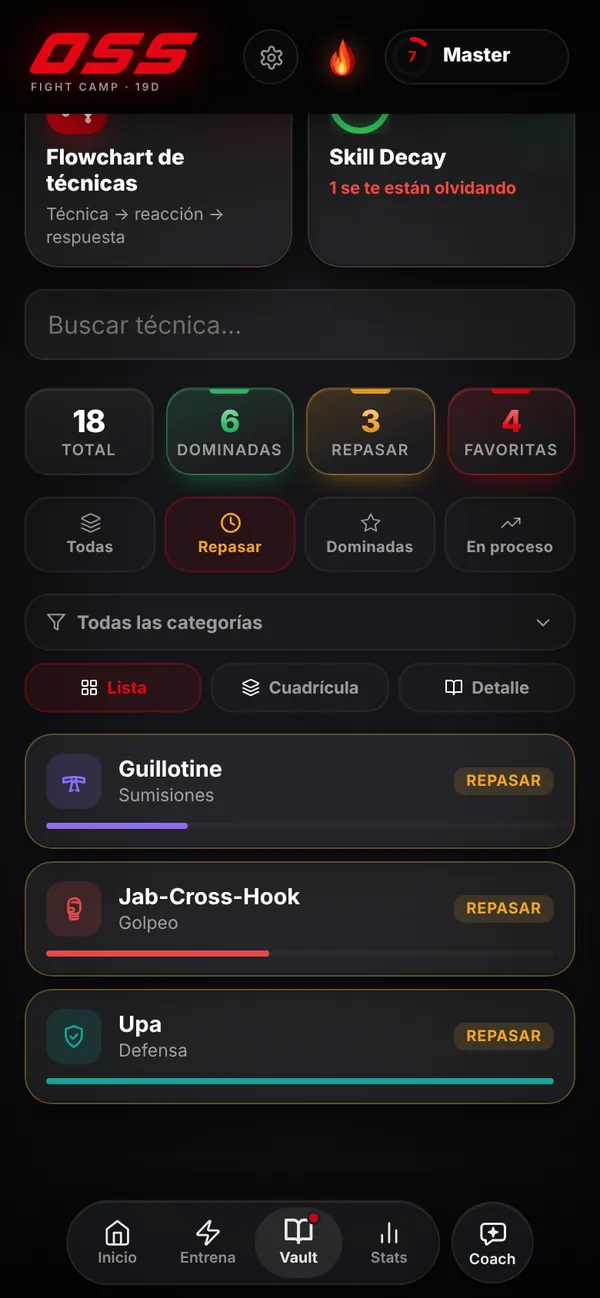 OSS
FIGHT CAMP · 19D
7
Master
Flowchart de
técnicas
Técnica → reacción →
respuesta
Skill Decay
1 se te están olvidando
Buscar técnica...
18
TOTAL
6
DOMINADAS
3
REPASAR
4
FAVORITAS
Todas
Repasar
Dominadas
En proceso
Todas las categorías
Lista
Cuadrícula
Detalle
Guillotine
Sumisiones
REPASAR
Jab-Cross-Hook
Golpeo
REPASAR
Upa
Defensa
REPASAR
Inicio
Entrena
Vault
Stats
Coach